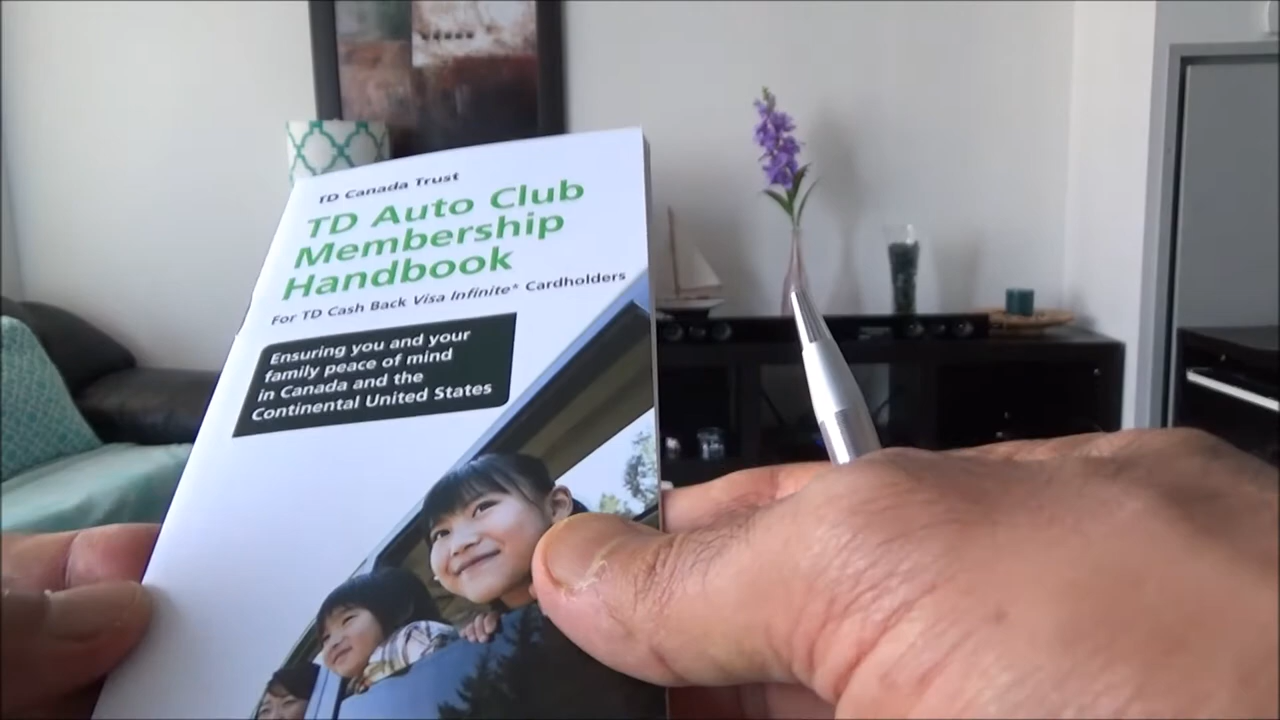 TD Canada Trust
TD Auto Club
Membership
Handbook
For TD Cash Back Visa Infinite* Cardholders
Ensuring you and your
family peace of mind
in Canada and the
Continental United States